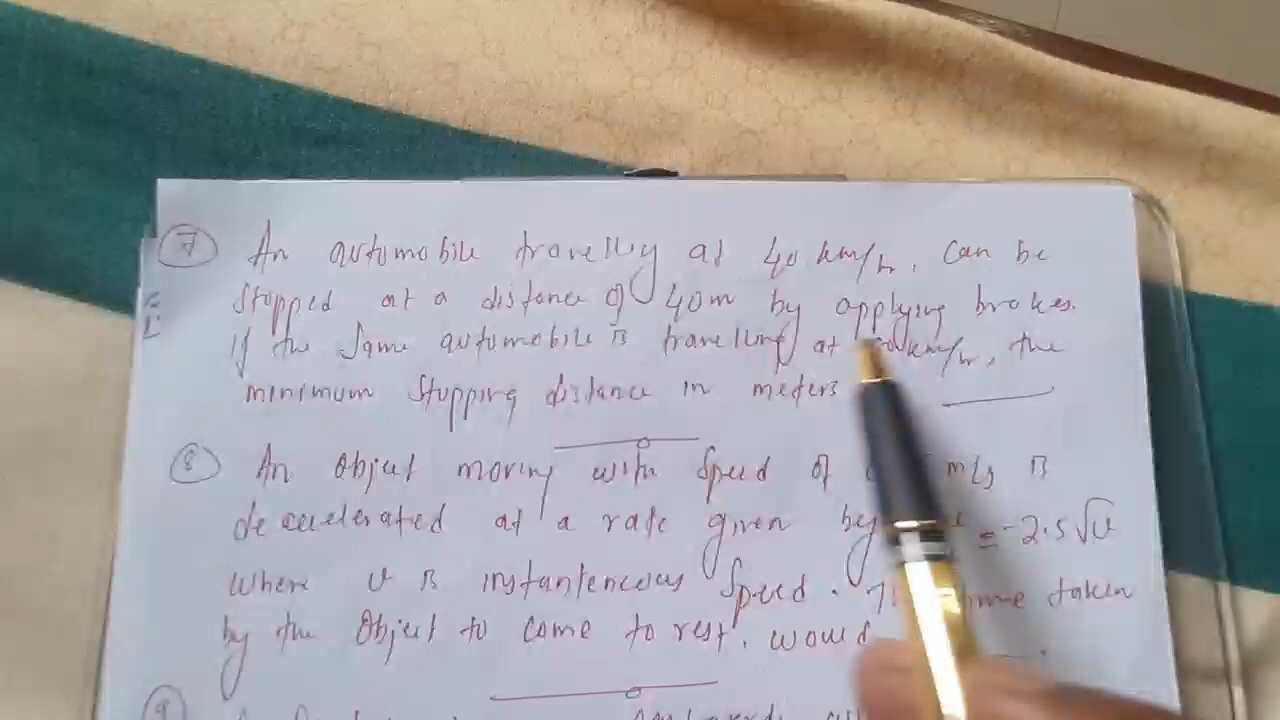 7 An automobile travelling at 40 km/hr, can be
stopped at a distance of 40m by applying brakes.
If the same automobile is travelling at km/hr, the
minimum stopping distance in meters
8 An object moving with speed of m/s is
decelerated at a rate given by = -2.5√v
where v is instanteneous speed. time taken
by the object to come to rest, would
9